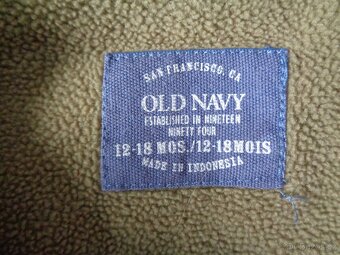 SAN FRANCISCO, CA
OLD NAVY
ESTABLISHED IN NINETEEN
NINETY FOUR
12-18 MOS./12-18 MOIS
MADE IN INDONESIA